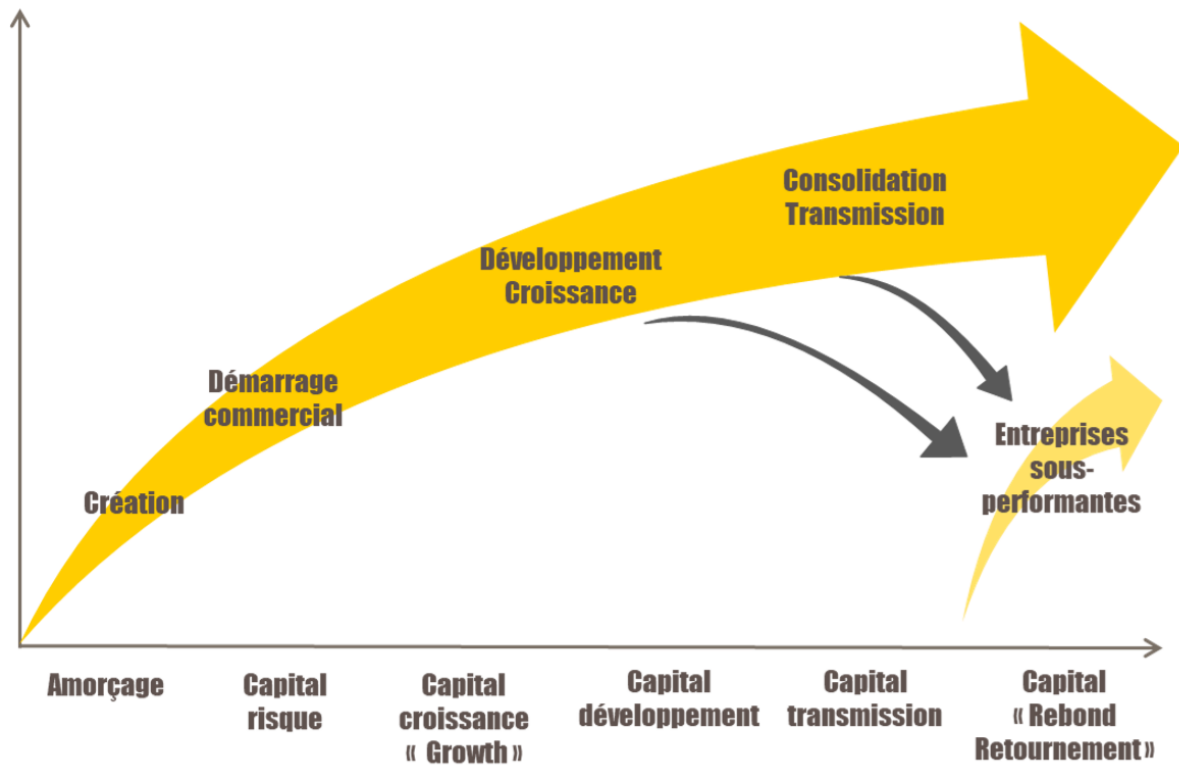 Consolidation
Transmission
Développement
Croissance
Démarrage
commercial
Entreprises
sous-
performantes
Création
Amorçage
Capital
risque
Capital
croissance
« Growth »
Capital
développement
Capital
transmission
Capital
« Rebond
Retournement »